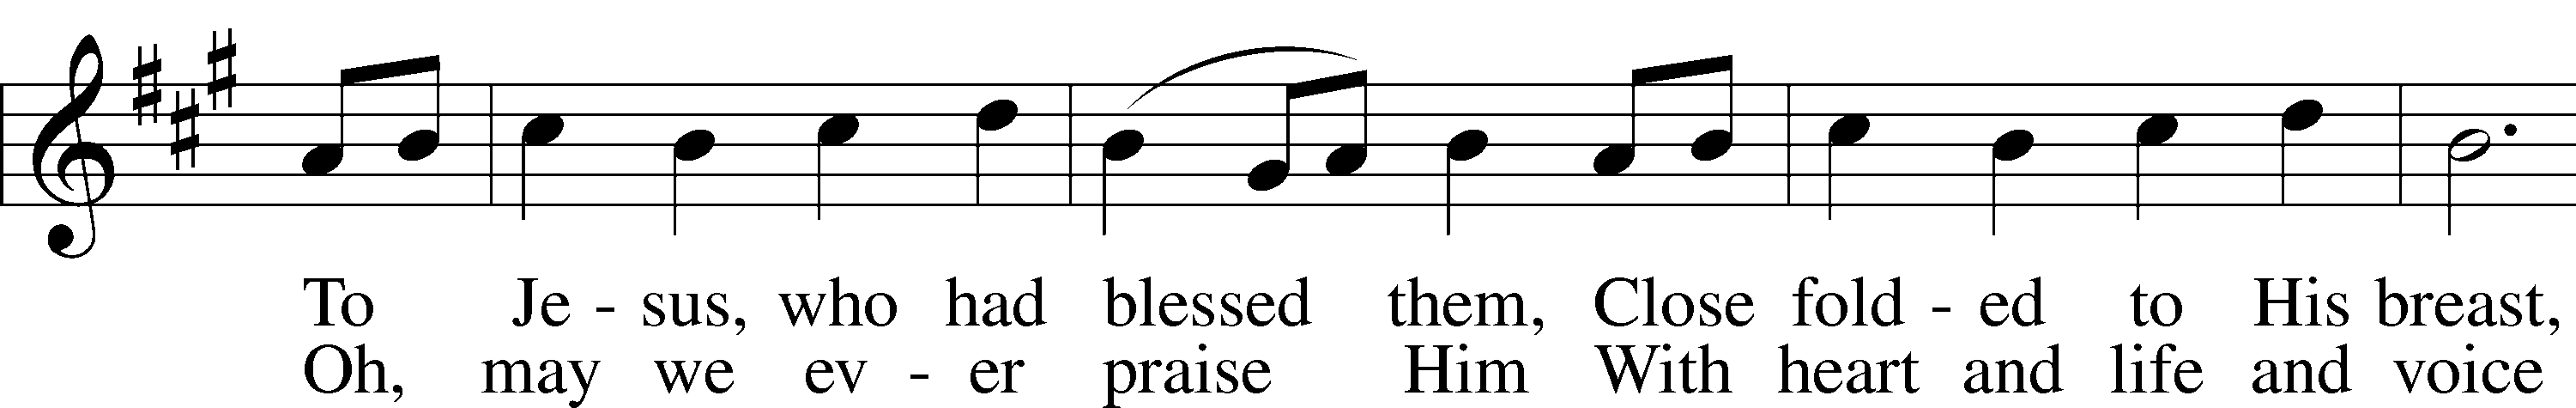 To Je - sus, who had blessed them, Close fold - ed to His breast,
Oh, may we ev - er praise Him With heart and life and voice